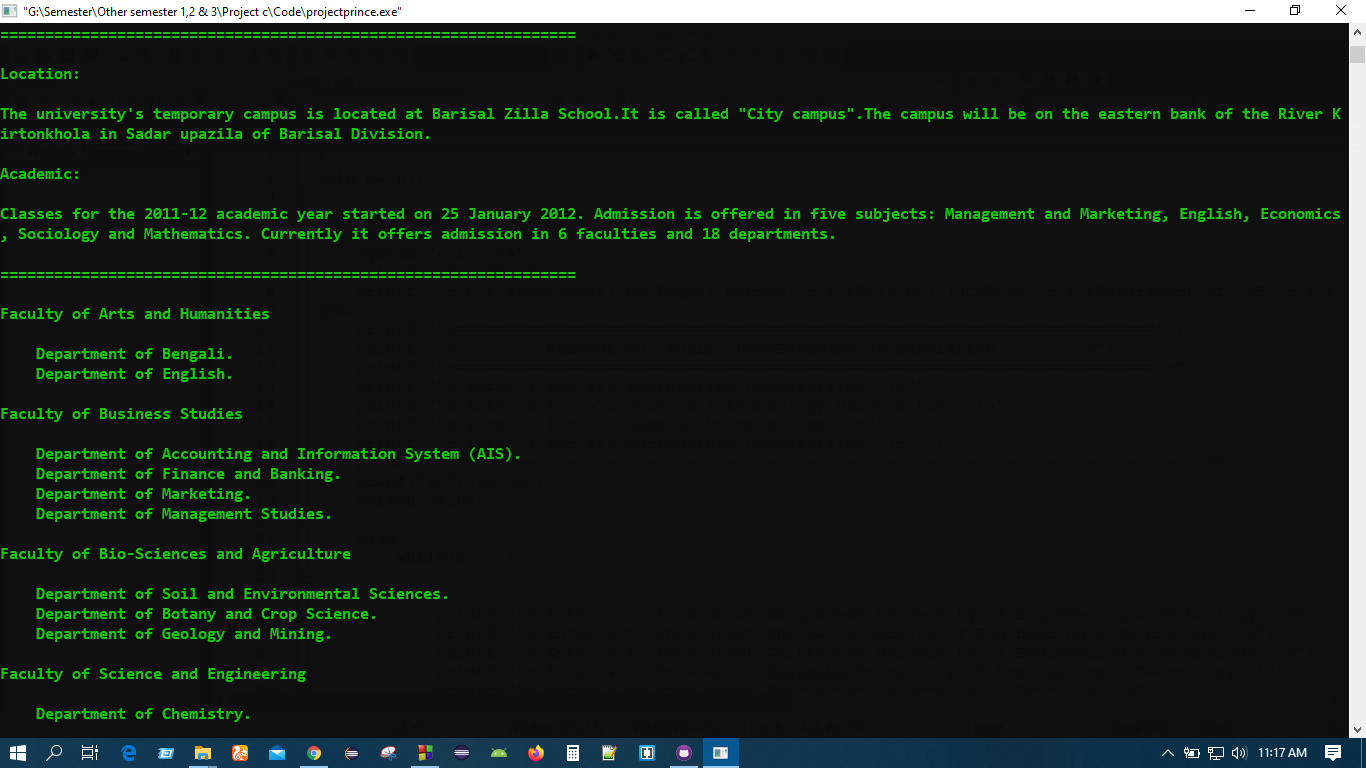 "G:\Semester\Other semester 1,2 & 3\Project c\Code\projectprince.exe"
================================================================
Location:
The university's temporary campus is located at Barisal Zilla School.It is called "City campus".The campus will be on the eastern bank of the River K
irtonkhola in Sadar upazila of Barisal Division.
Academic:
Classes for the 2011-12 academic year started on 25 January 2012. Admission is offered in five subjects: Management and Marketing, English, Economics
, Sociology and Mathematics. Currently it offers admission in 6 faculties and 18 departments.
================================================================
Faculty of Arts and Humanities
Department of Bengali.
Department of English.
Faculty of Business Studies
Department of Accounting and Information System (AIS).
Department of Finance and Banking.
Department of Marketing.
Department of Management Studies.
Faculty of Bio-Sciences and Agriculture
Department of Soil and Environmental Sciences.
Department of Botany and Crop Science.
Department of Geology and Mining.
Faculty of Science and Engineering
Department of Chemistry.
11:17 AM